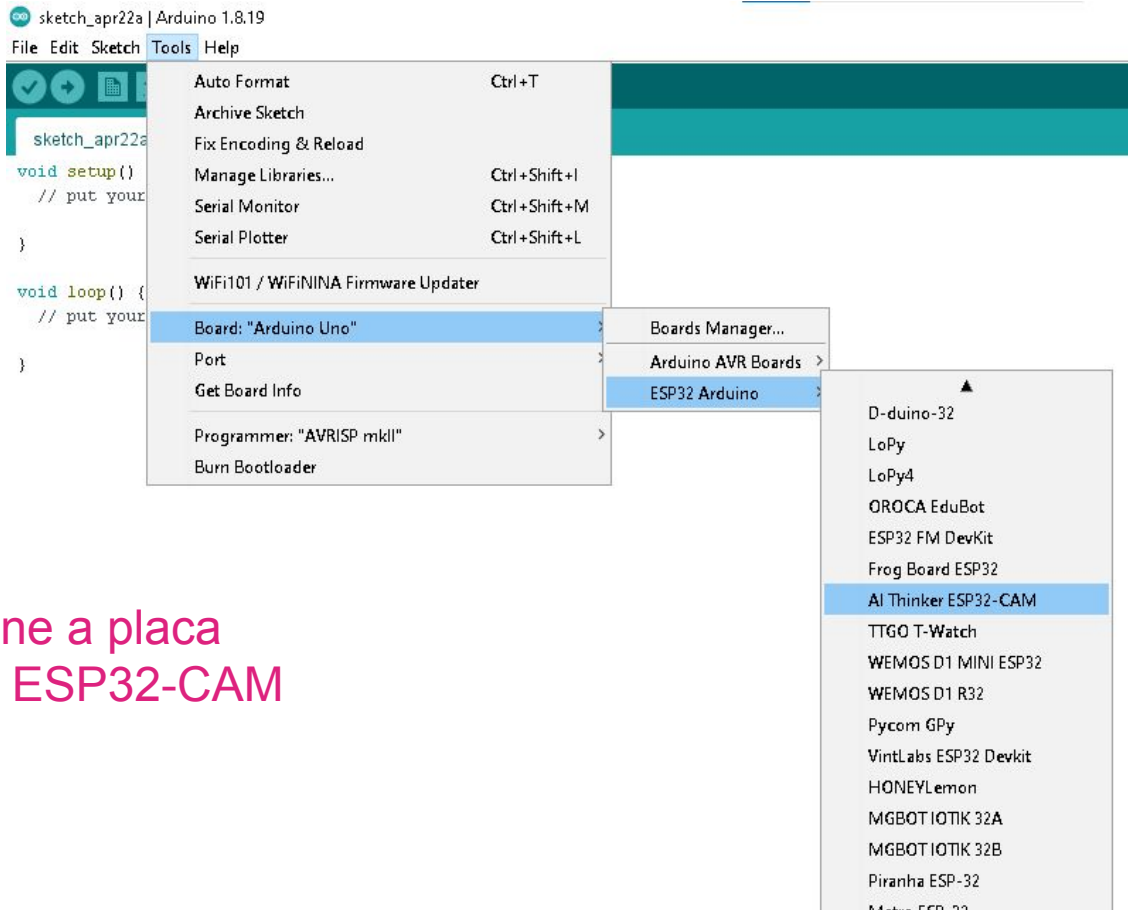 sketch_apr22a | Arduino 1.8.19
File Edit Sketch Tools Help
sketch_apr22a
void setup()
// put your
}
void loop() {
// put your
}
Auto Format Ctrl+T
Archive Sketch
Fix Encoding & Reload
Manage Libraries... Ctrl+Shift+I
Serial Monitor Ctrl+Shift+M
Serial Plotter Ctrl+Shift+L
WiFi101 / WiFiNINA Firmware Updater
Board: "Arduino Uno"
Port
Get Board Info
Programmer: "AVRISP mkII"
Burn Bootloader
Boards Manager...
Arduino AVR Boards
ESP32 Arduino
D-duino-32
LoPy
LoPy4
OROCA EduBot
ESP32 FM DevKit
Frog Board ESP32
AI Thinker ESP32-CAM
TTGO T-Watch
WEMOS D1 MINI ESP32
WEMOS D1 R32
Pycom GPy
VintLabs ESP32 Devkit
HONEYLemon
MGBOT IOTIK 32A
MGBOT IOTIK 32B
Piranha ESP-32
ne a placa
ESP32-CAM